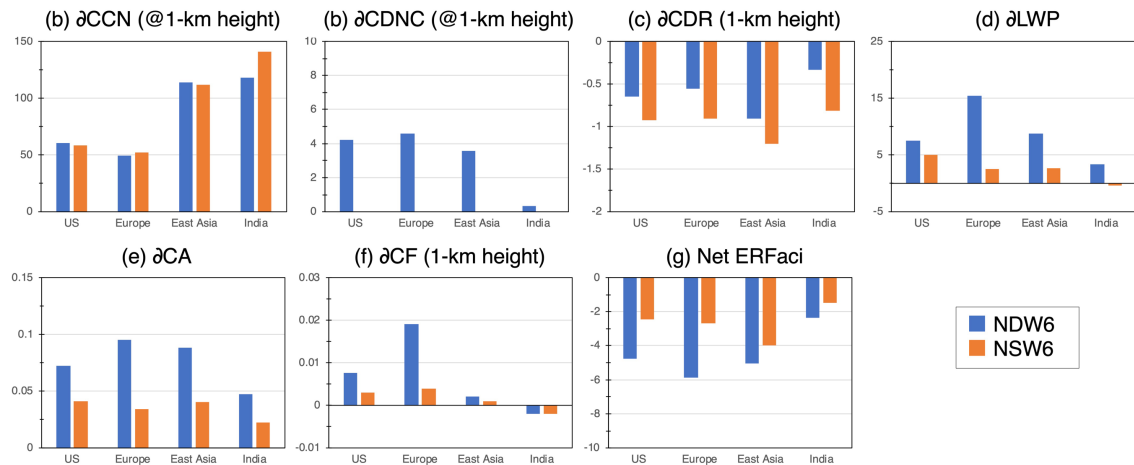 (b) ∂CCN (@1-km height)
150
100
50
0
US Europe East Asia India
(b) ∂CDNC (@1-km height)
10
8
6
4
2
0
US Europe East Asia India
(c) ∂CDR (1-km height)
0
-0.5
-1
-1.5
-2
US Europe East Asia India
(d) ∂LWP
25
15
5
-5
US Europe East Asia India
(e) ∂CA
0.15
0.1
0.05
0
US Europe East Asia India
(f) ∂CF (1-km height)
0.03
0.02
0.01
0
-0.01
US Europe East Asia India
(g) Net ERFaci
0
-2
-4
-6
-8
-10
US Europe East Asia India
NDW6
NSW6